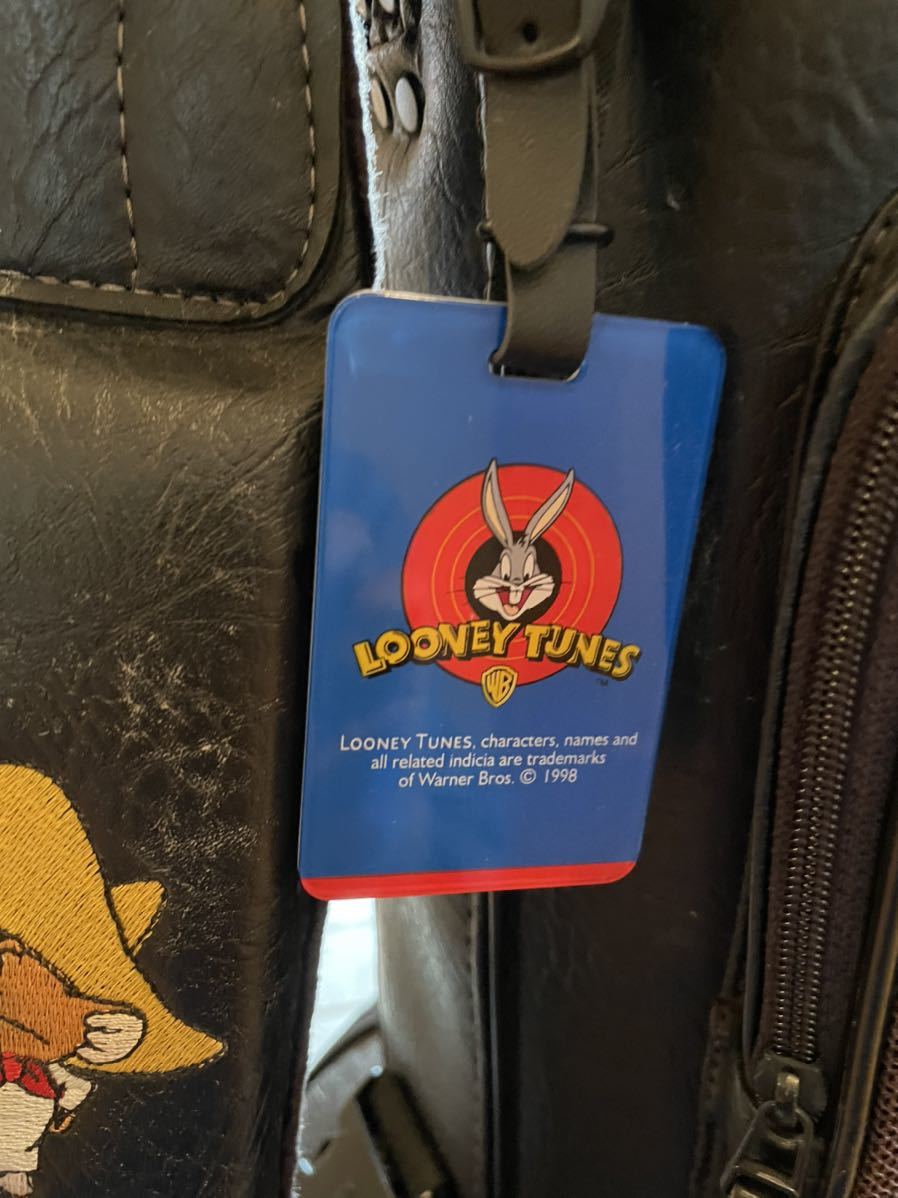 LOONEY TUNES
TM
WB
LOONEY TUNES, characters, names and
all related indicia are trademarks
of Warner Bros. © 1998